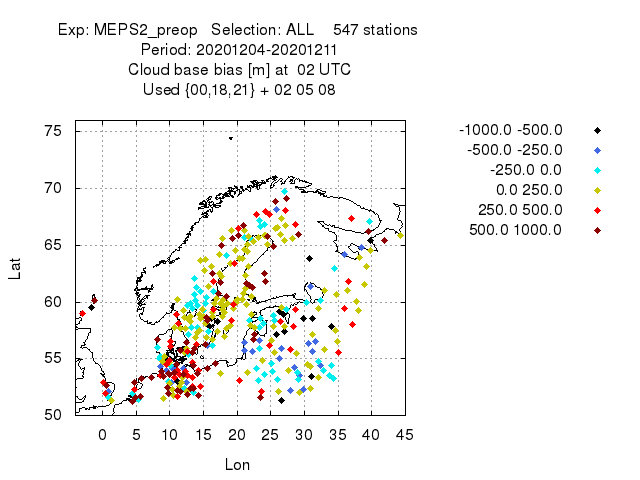 Exp: MEPS2_preop   Selection: ALL    547 stations
Period: 20201204-20201211
Cloud base bias [m] at  02 UTC
Used {00,18,21} + 02 05 08
-1000.0 -500.0
-500.0 -250.0
-250.0 0.0
0.0 250.0
250.0 500.0
500.0 1000.0
75
70
65
60
55
50
Lat
0 5 10 15 20 25 30 35 40 45
Lon